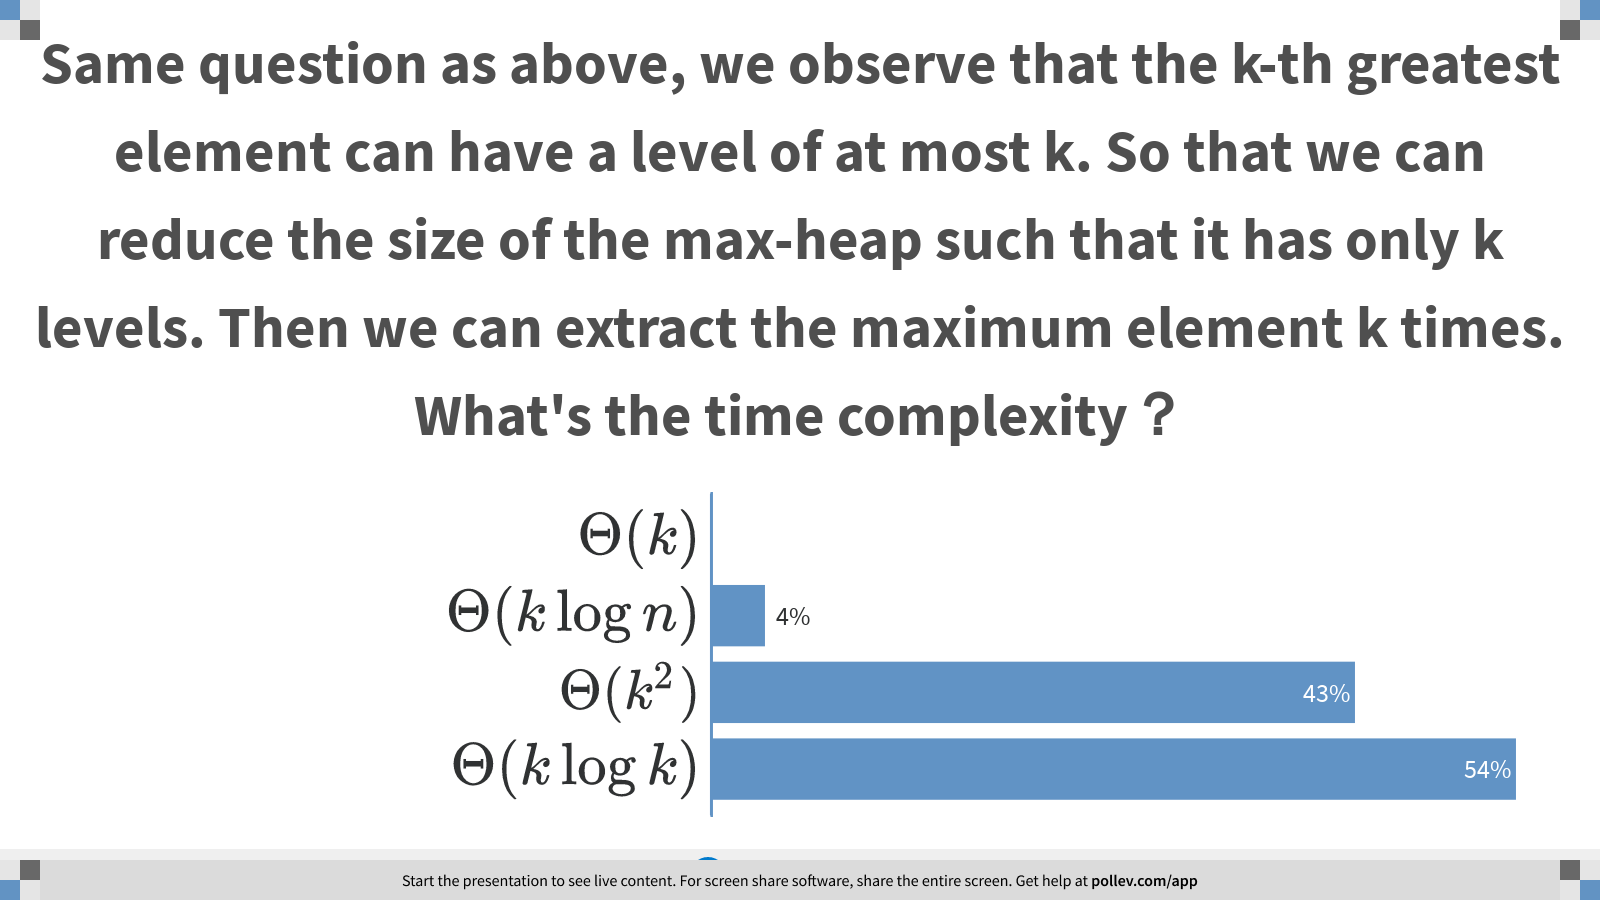 Same question as above, we observe that the k-th greatest
element can have a level of at most k. So that we can
reduce the size of the max-heap such that it has only k
levels. Then we can extract the maximum element k times.
What's the time complexity？
Θ(k)
Θ(k log n) 4%
Θ(k²) 43%
Θ(k log k) 54%
Start the presentation to see live content. For screen share software, share the entire screen. Get help at pollev.com/app